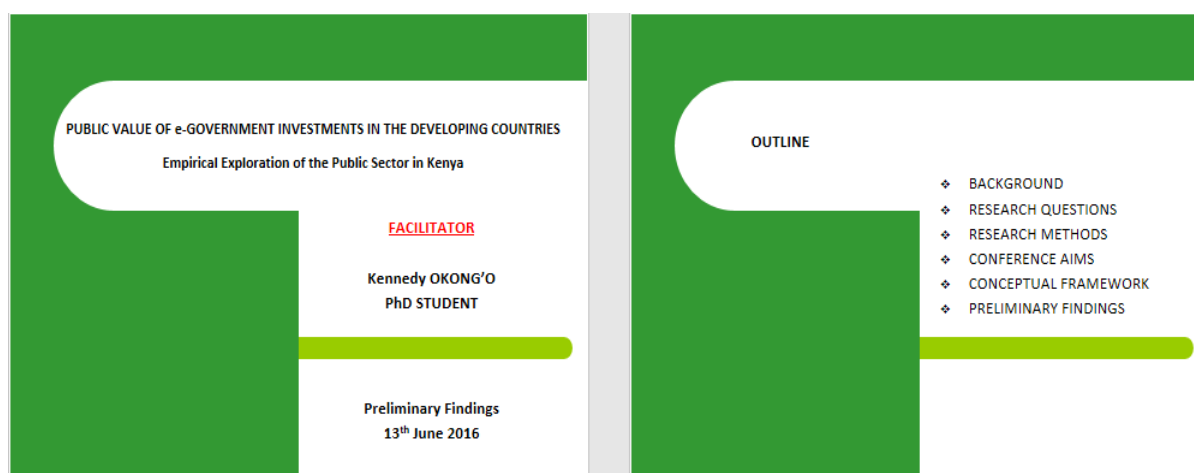 PUBLIC VALUE OF e-GOVERNMENT INVESTMENTS IN THE DEVELOPING COUNTRIES
Empirical Exploration of the Public Sector in Kenya
FACILITATOR
Kennedy OKONG’O
PhD STUDENT
Preliminary Findings
13th June 2016
OUTLINE
❖ BACKGROUND
❖ RESEARCH QUESTIONS
❖ RESEARCH METHODS
❖ CONFERENCE AIMS
❖ CONCEPTUAL FRAMEWORK
❖ PRELIMINARY FINDINGS